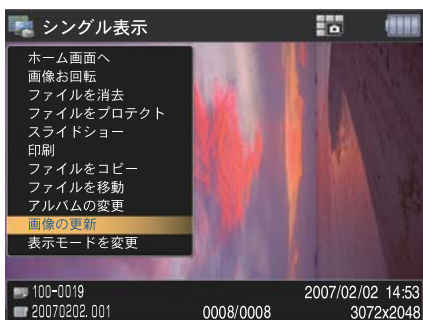 シングル表示
ホーム画面へ
画像お回転
ファイルを消去
ファイルをプロテクト
スライドショー
印刷
ファイルをコピー
ファイルを移動
アルバムの変更
画像の更新
表示モードを変更
100-0019 2007/02/02 14:53
20070202.001 0008/0008 3072x2048